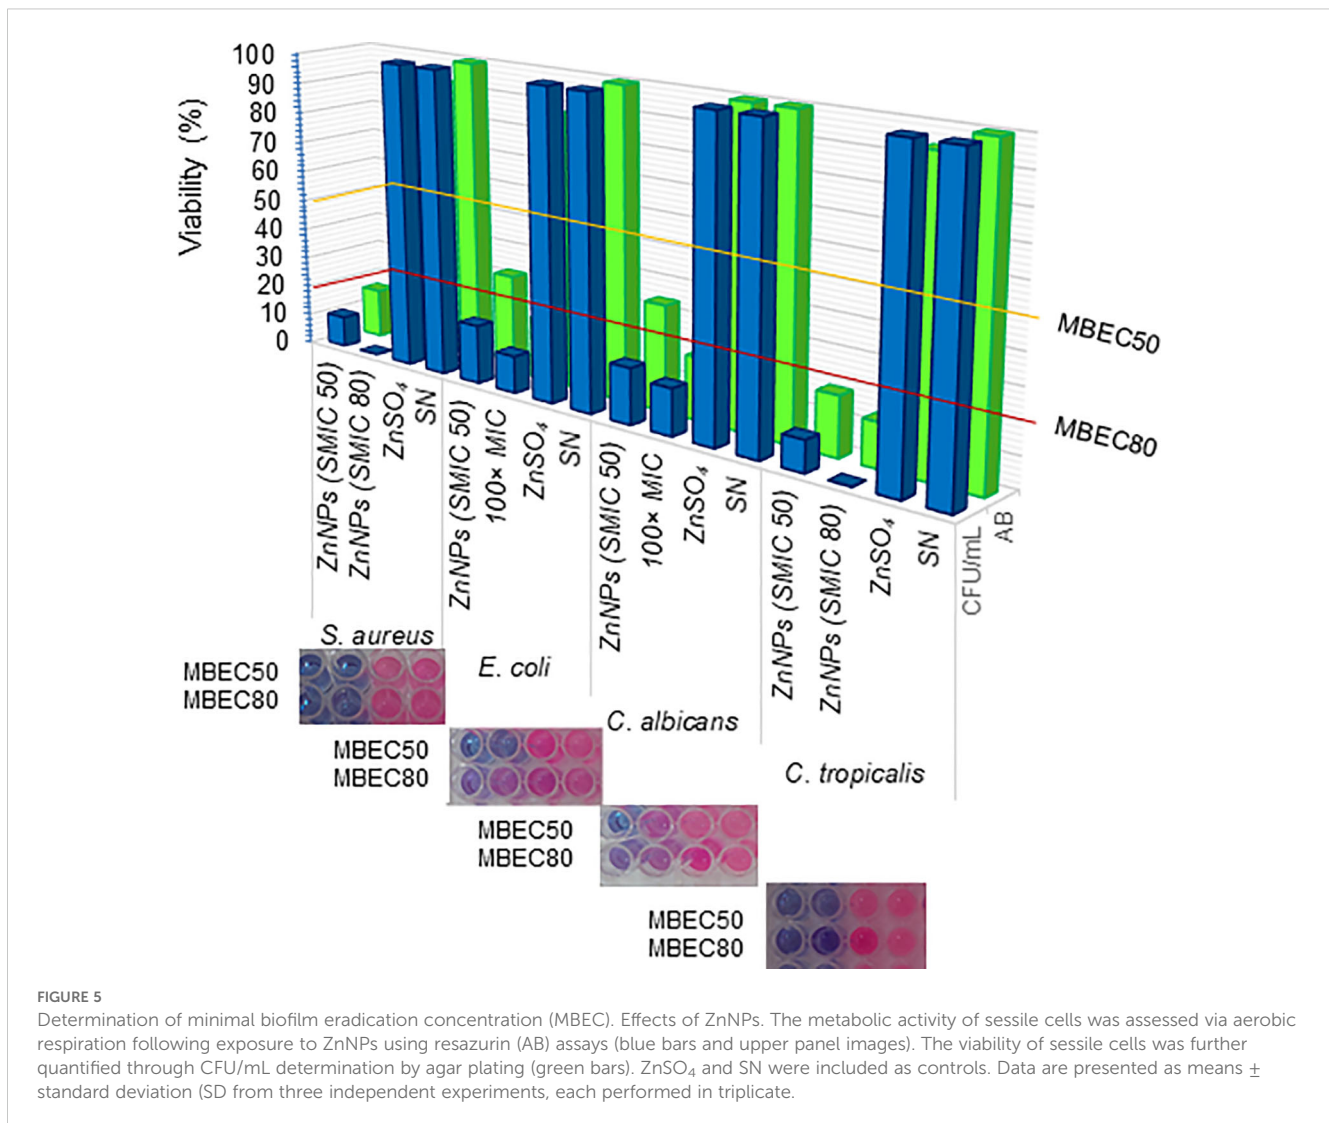 100
90
80
70
60
50
40
30
20
10
0
Viability (%)
MBEC50
MBEC80
ZnNPs (SMIC 50)
ZnNPs (SMIC 80)
ZnSO₄
SN
ZnNPs (SMIC 50)
100× MIC
ZnSO₄
SN
ZnNPs (SMIC 50)
100× MIC
ZnSO₄
SN
ZnNPs (SMIC 50)
ZnNPs (SMIC 80)
ZnSO₄
SN
CFU/mL
AB
S. aureus
E. coli
C. albicans
C. tropicalis
MBEC50
MBEC80
MBEC50
MBEC80
MBEC50
MBEC80
MBEC50
MBEC80
FIGURE 5
Determination of minimal biofilm eradication concentration (MBEC). Effects of ZnNPs. The metabolic activity of sessile cells was assessed via aerobic
respiration following exposure to ZnNPs using resazurin (AB) assays (blue bars and upper panel images). The viability of sessile cells was further
quantified through CFU/mL determination by agar plating (green bars). ZnSO₄ and SN were included as controls. Data are presented as means ±
standard deviation (SD from three independent experiments, each performed in triplicate.